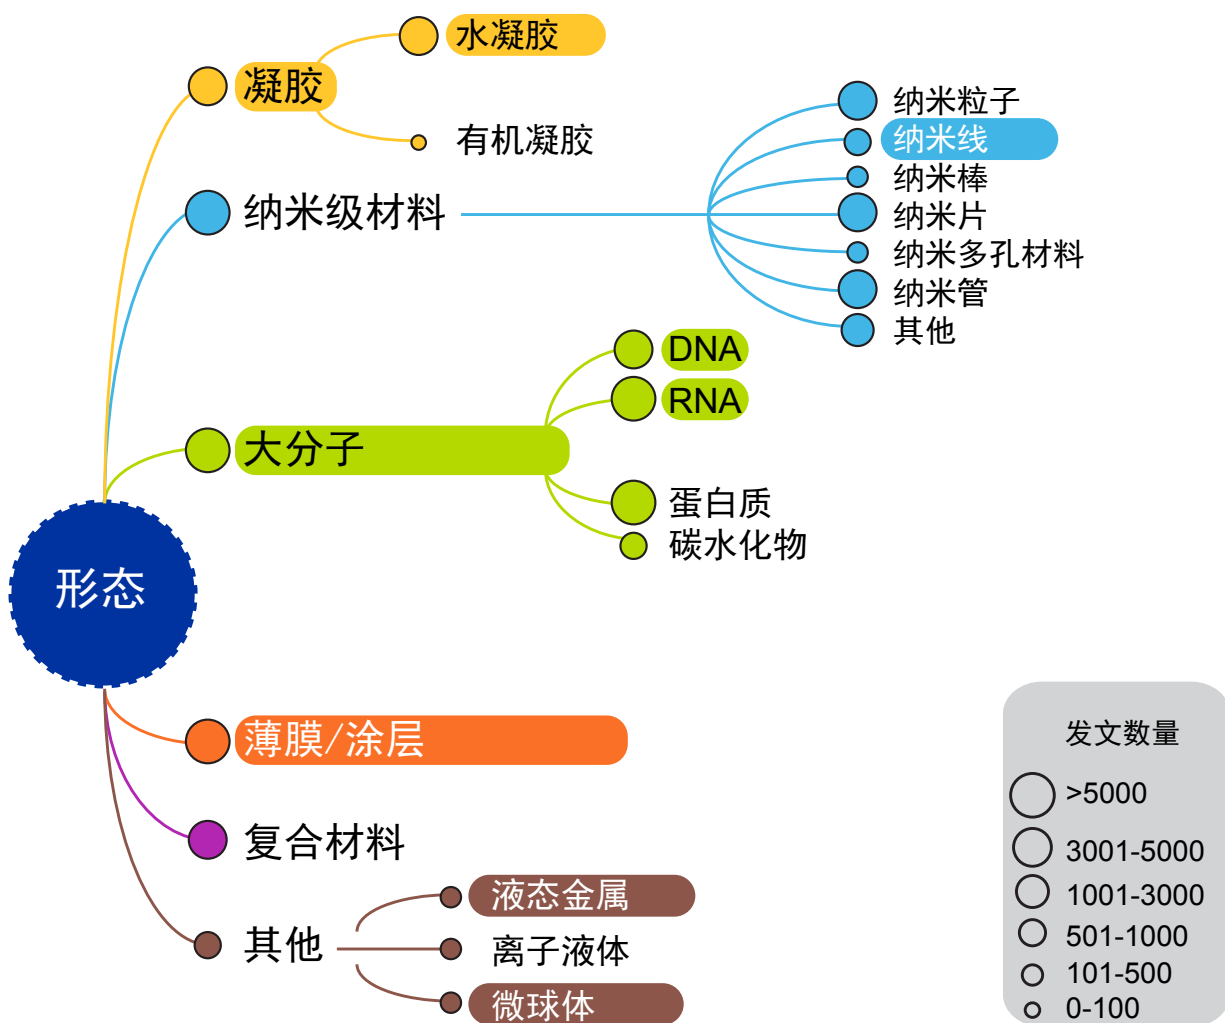 水凝胶
凝胶
有机凝胶
纳米级材料
纳米粒子
纳米线
纳米棒
纳米片
纳米多孔材料
纳米管
其他
DNA
RNA
大分子
蛋白质
碳水化物
形态
薄膜/涂层
复合材料
其他
液态金属
离子液体
微球体
发文数量
>5000
3001-5000
1001-3000
501-1000
101-500
0-100